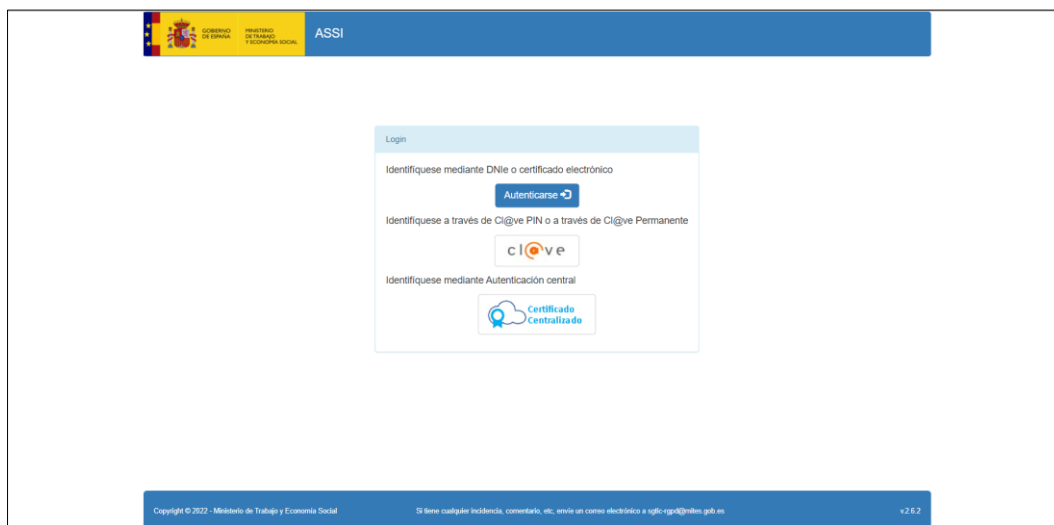 GOBIERNO
DE ESPAÑA
MINISTERIO
DE TRABAJO
Y ECONOMÍA SOCIAL
ASSI
Login
Identifíquese mediante DNIe o certificado electrónico
Autenticarse
Identifíquese a través de Cl@ve PIN o a través de Cl@ve Permanente
cl@ve
Identifíquese mediante Autenticación central
Certificado
Centralizado
Copyright © 2022 - Ministerio de Trabajo y Economía Social
Si tiene cualquier incidencia, comentario, etc, envíe un correo electrónico a sgtic-rgpd@mites.gob.es
v.2.6.2